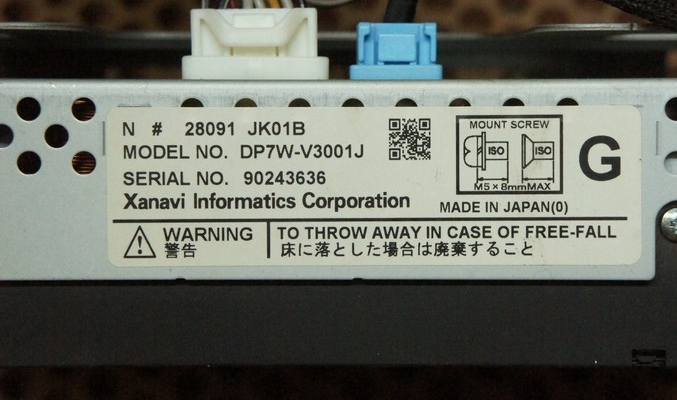 N # 28091 JK01B
MODEL NO. DP7W-V3001J
SERIAL NO. 90243636
Xanavi Informatics Corporation
MOUNT SCREW
ISO ISO
M5×8mmMAX
G
MADE IN JAPAN(0)
WARNING
警告
TO THROW AWAY IN CASE OF FREE-FALL
床に落とした場合は廃棄すること